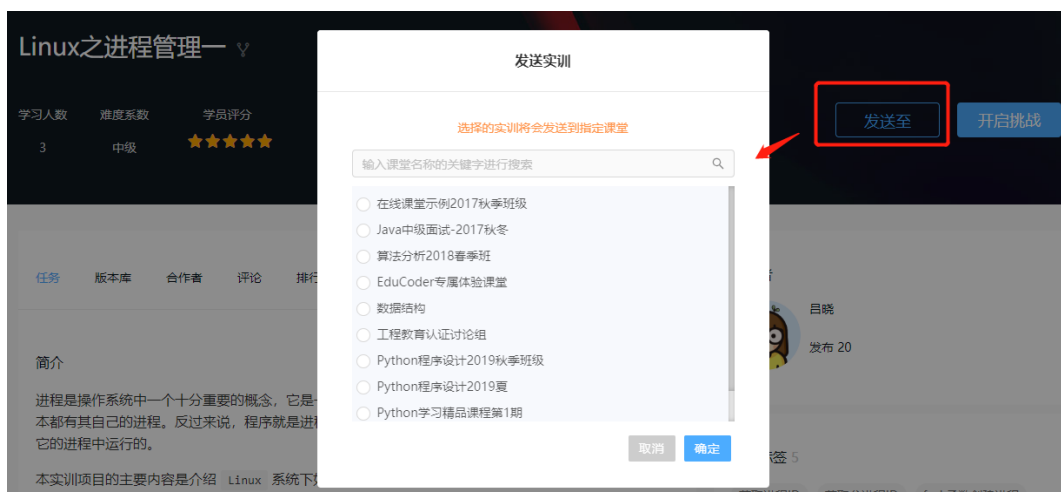 Linux之进程管理一
发送实训
学习人数 难度系数 学员评分
3 中级
选择的实训将会发送到指定课堂
发送至
开启挑战
输入课堂名称的关键字进行搜索
在线课堂示例2017秋季班级
Java中级面试-2017秋冬
算法分析2018春季班
EduCoder专属体验课堂
数据结构
工程教育认证讨论组
Python程序设计2019秋季班级
Python程序设计2019夏
Python学习精品课程第1期
取消 确定
任务 版本库 合作者 评论 排行
简介
进程是操作系统中一个十分重要的概念，它是一
本都有其自己的进程。反过来说，程序就是进程
它的进程中运行的。
本实训项目的主要内容是介绍 Linux 系统下如
吕晓
发布 20
标签 5